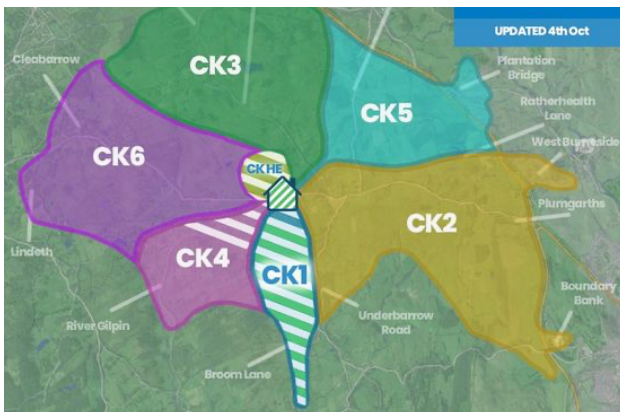 UPDATED 4th Oct
Cleabarrow
CK3
Plantation
Bridge
CK5
Ratherhealth
Lane
West Burneside
CK6
CK HE
CK2
Plumgarths
Lindeth
CK4
CK1
Boundary
Bank
River Gilpin
Underbarrow
Road
Broom Lane